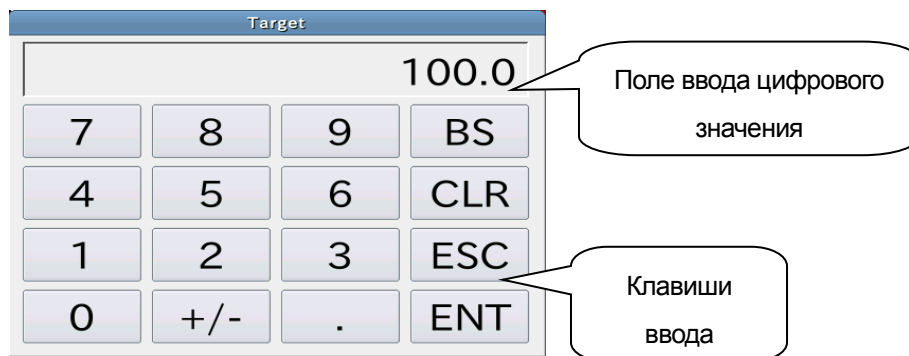 Target
100.0
Поле ввода цифрового
значения
7 8 9 BS
4 5 6 CLR
1 2 3 ESC
0 +/- . ENT
Клавиши
ввода